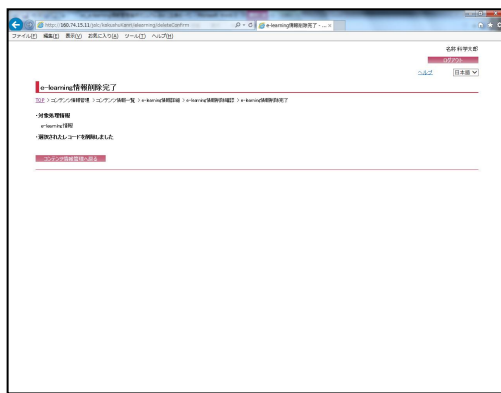 http://160.74.15.11/
e-learning情報削除完了 - ... ×
ファイル(F) 編集(E) 表示(V) お気に入り(A) ツール(T) ヘルプ(H)
名前 科学太郎
ログアウト
ヘルプ 日本語
e-learning情報削除完了
TOP > コンテンツ情報管理 > コンテンツ情報一覧 > e-learning情報詳細 > e-learning情報削除確認 > e-learning情報削除完了
・対象処理情報
e-learning情報
・選択されたレコードを削除しました
コンテンツ情報管理へ戻る